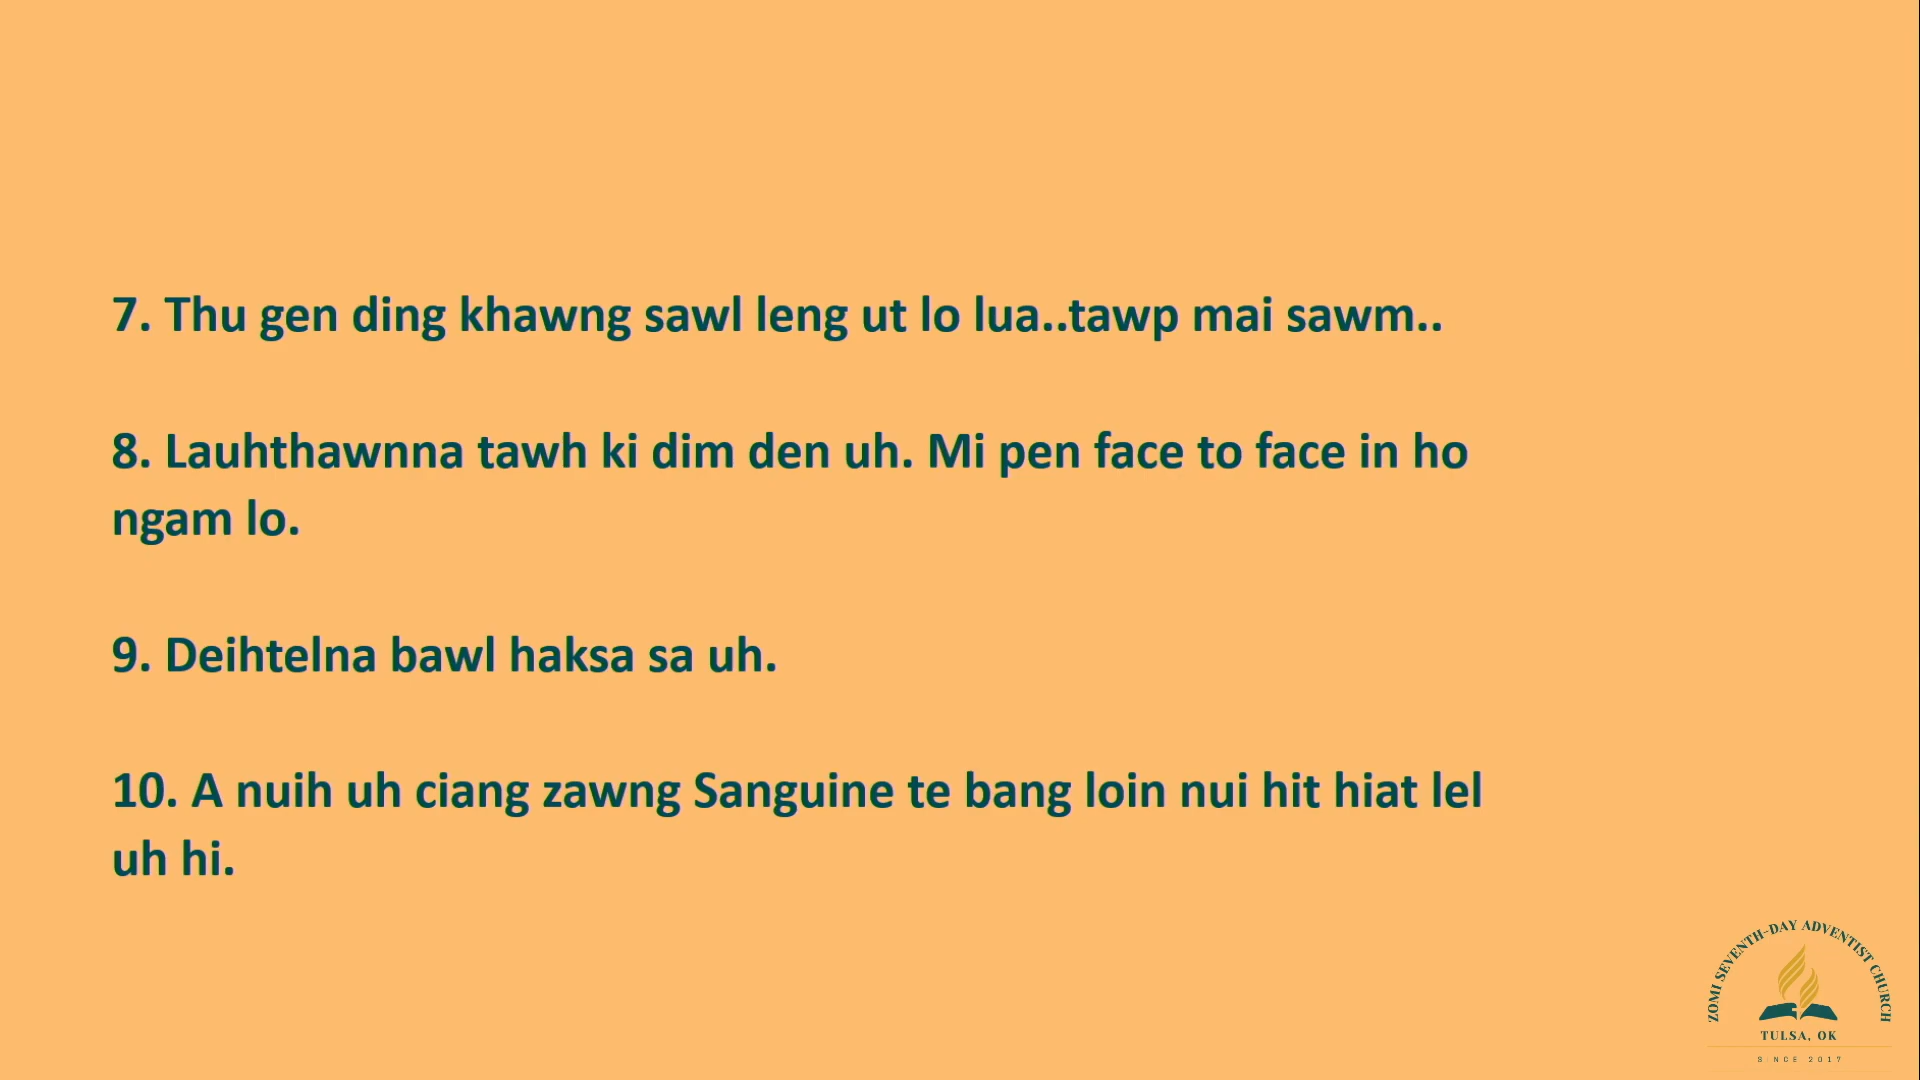 7. Thu gen ding khawng sawl leng ut lo lua..tawp mai sawm..
8. Lauhthawnna tawh ki dim den uh. Mi pen face to face in ho
ngam lo.
9. Deihtelna bawl haksa sa uh.
10. A nuih uh ciang zawng Sanguine te bang loin nui hit hiat lel
uh hi.
ZOMI SEVENTH-DAY ADVENTIST CHURCH
TULSA, OK
SINCE 2017